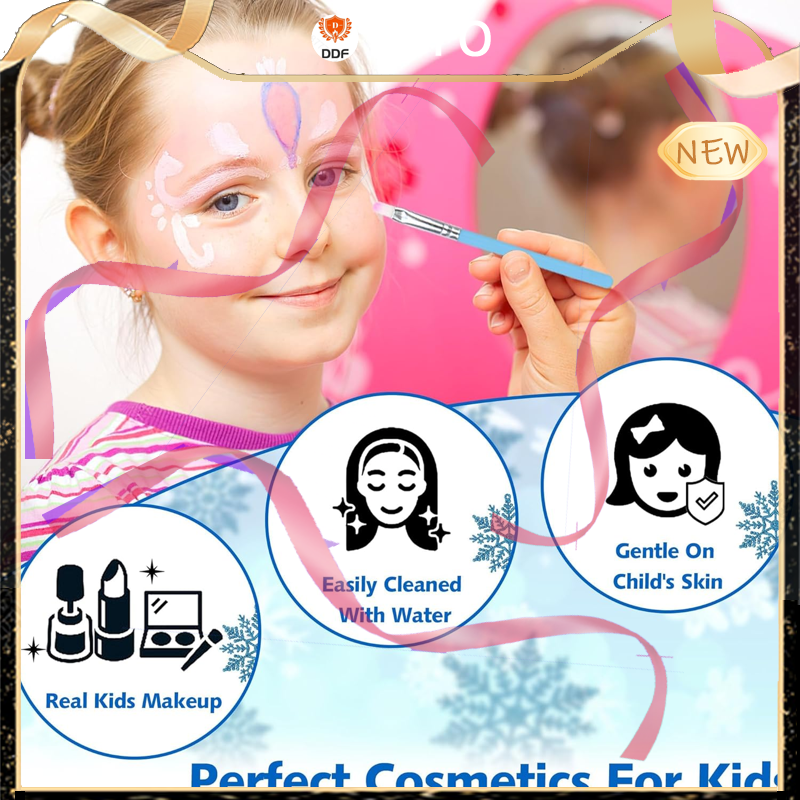 D
DDF
NEW
Gentle On
Child's Skin
Easily Cleaned
With Water
Real Kids Makeup
Perfect Cosmetics For Kids